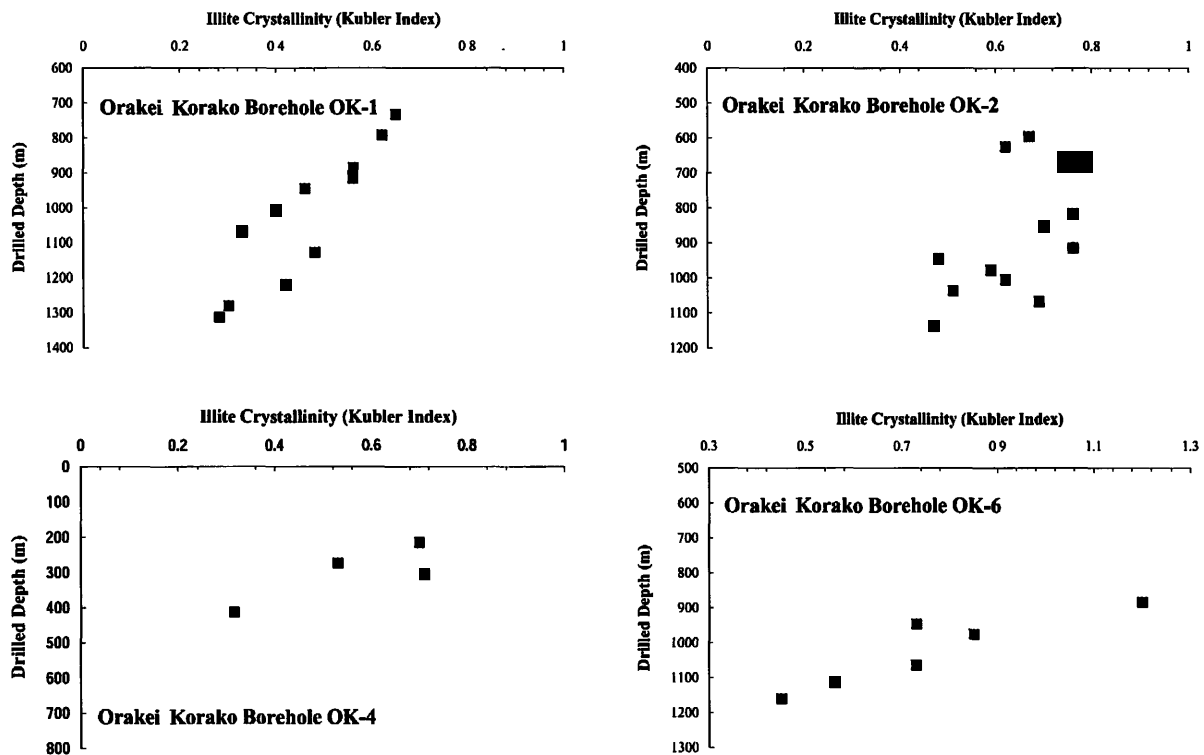 Illite Crystallinity (Kubler Index)
0 0.2 0 4 0.6 0 8 1
600
700
800
900
1000
1100
1200
1300
1400
Drilled Depth (m)
Orakei Korako Borehole OK-1
Illite Crystallinity (Kubler Index)
0 0.2 0.4 0.6 0.8 1
400
500
600
700
800
900
1000
1100
1200
Drilled Depth (m)
Orakei Korako Borehole OK-2
Illite Crystallinity (Kubler Index)
0 0.2 0.4 0.6 0.8 1
0
100
200
300
400
500
600
700
800
Drilled Depth (m)
Orakei Korako Borehole OK-4
Illite Crystallinity (Kubler Index)
0.3 0.5 0.7 0.9 1.1 1.3
500
600
700
800
900
1000
1100
1200
1300
Drilled Depth (m)
Orakei Korako Borehole OK-6